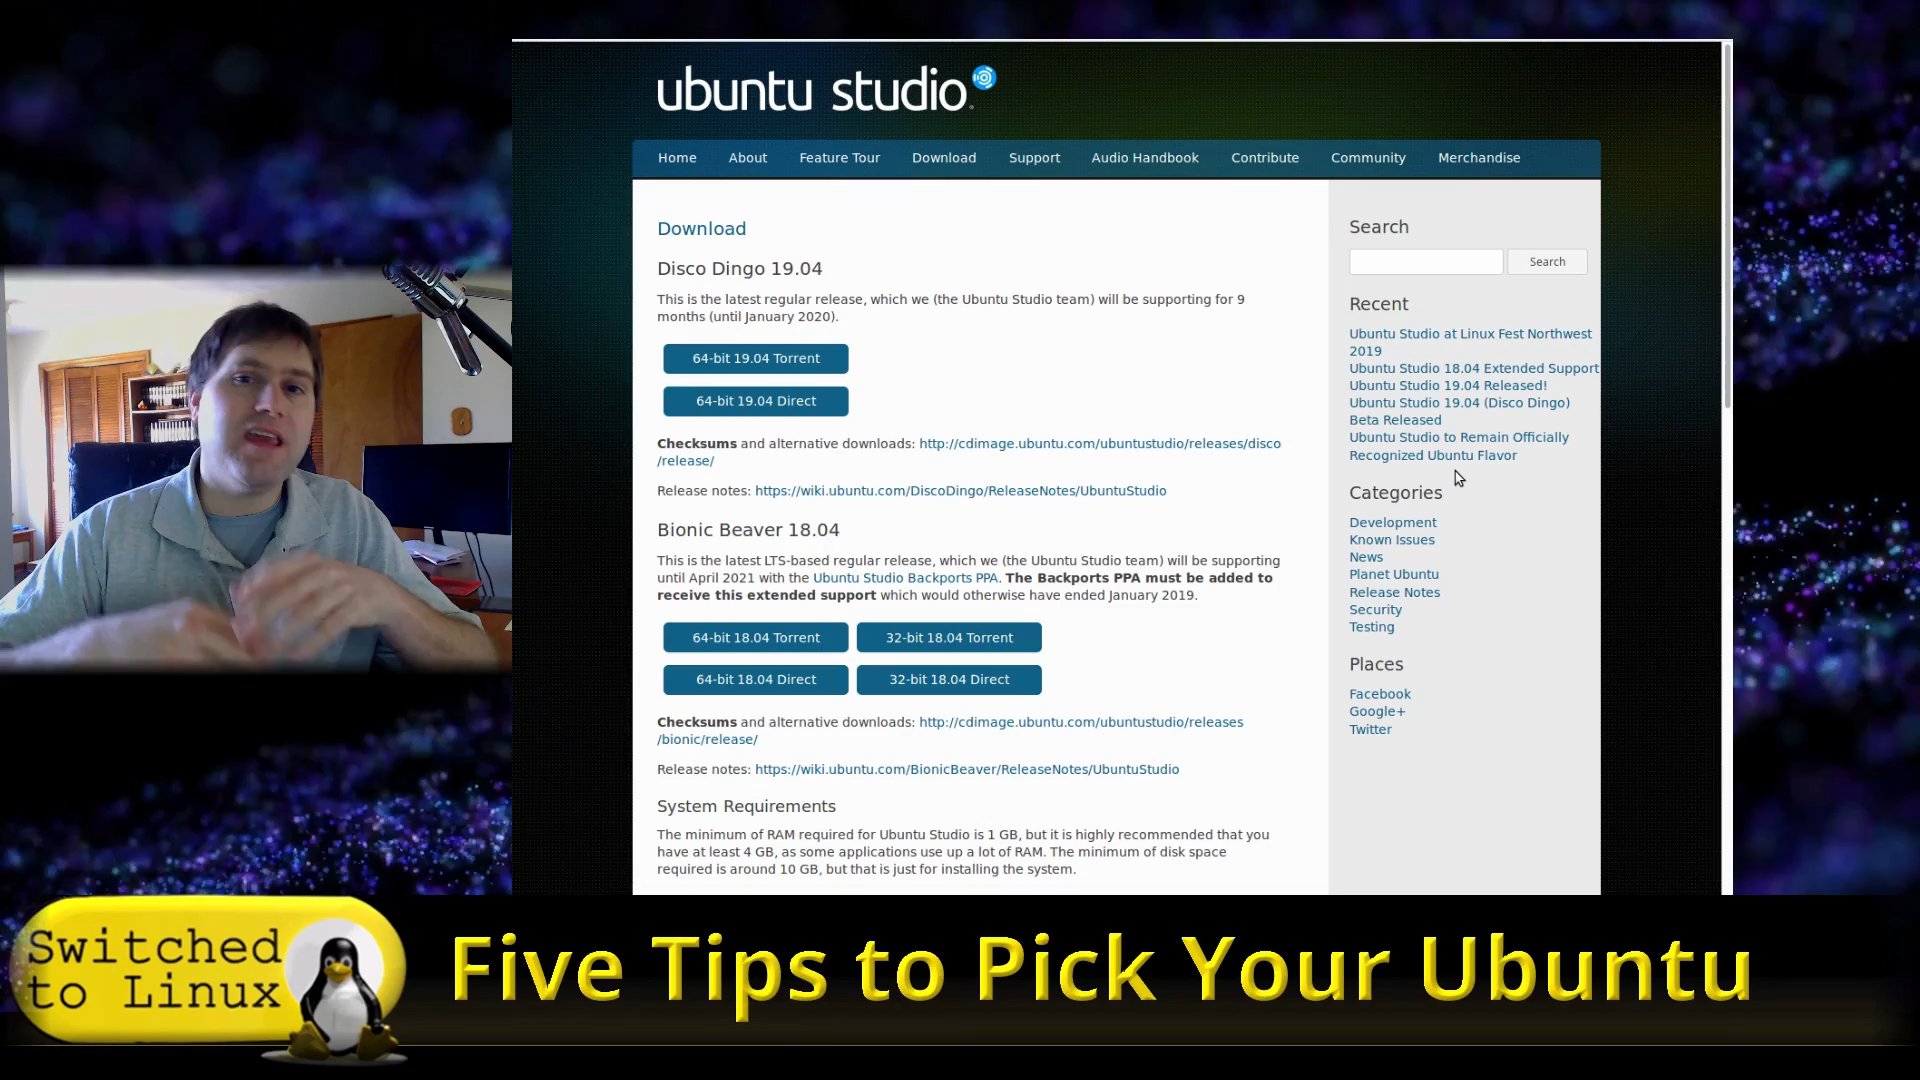 ubuntu studio
Home About Feature Tour Download Support Audio Handbook Contribute Community Merchandise
Download
Disco Dingo 19.04
This is the latest regular release, which we (the Ubuntu Studio team) will be supporting for 9
months (until January 2020).
64-bit 19.04 Torrent
64-bit 19.04 Direct
Checksums and alternative downloads: http://cdimage.ubuntu.com/ubuntustudio/releases/disco
/release/
Release notes: https://wiki.ubuntu.com/DiscoDingo/ReleaseNotes/UbuntuStudio
Bionic Beaver 18.04
This is the latest LTS-based regular release, which we (the Ubuntu Studio team) will be supporting
until April 2021 with the Ubuntu Studio Backports PPA. The Backports PPA must be added to
receive this extended support which would otherwise have ended January 2019.
64-bit 18.04 Torrent 32-bit 18.04 Torrent
64-bit 18.04 Direct 32-bit 18.04 Direct
Checksums and alternative downloads: http://cdimage.ubuntu.com/ubuntustudio/releases
/bionic/release/
Release notes: https://wiki.ubuntu.com/BionicBeaver/ReleaseNotes/UbuntuStudio
System Requirements
The minimum of RAM required for Ubuntu Studio is 1 GB, but it is highly recommended that you
have at least 4 GB, as some applications use up a lot of RAM. The minimum of disk space
required is around 10 GB, but that is just for installing the system.
Search
Search
Recent
Ubuntu Studio at Linux Fest Northwest
2019
Ubuntu Studio 18.04 Extended Support
Ubuntu Studio 19.04 Released!
Ubuntu Studio 19.04 (Disco Dingo)
Beta Released
Ubuntu Studio to Remain Officially
Recognized Ubuntu Flavor
Categories
Development
Known Issues
News
Planet Ubuntu
Release Notes
Security
Testing
Places
Facebook
Google+
Twitter
Switched
to Linux
Five Tips to Pick Your Ubuntu